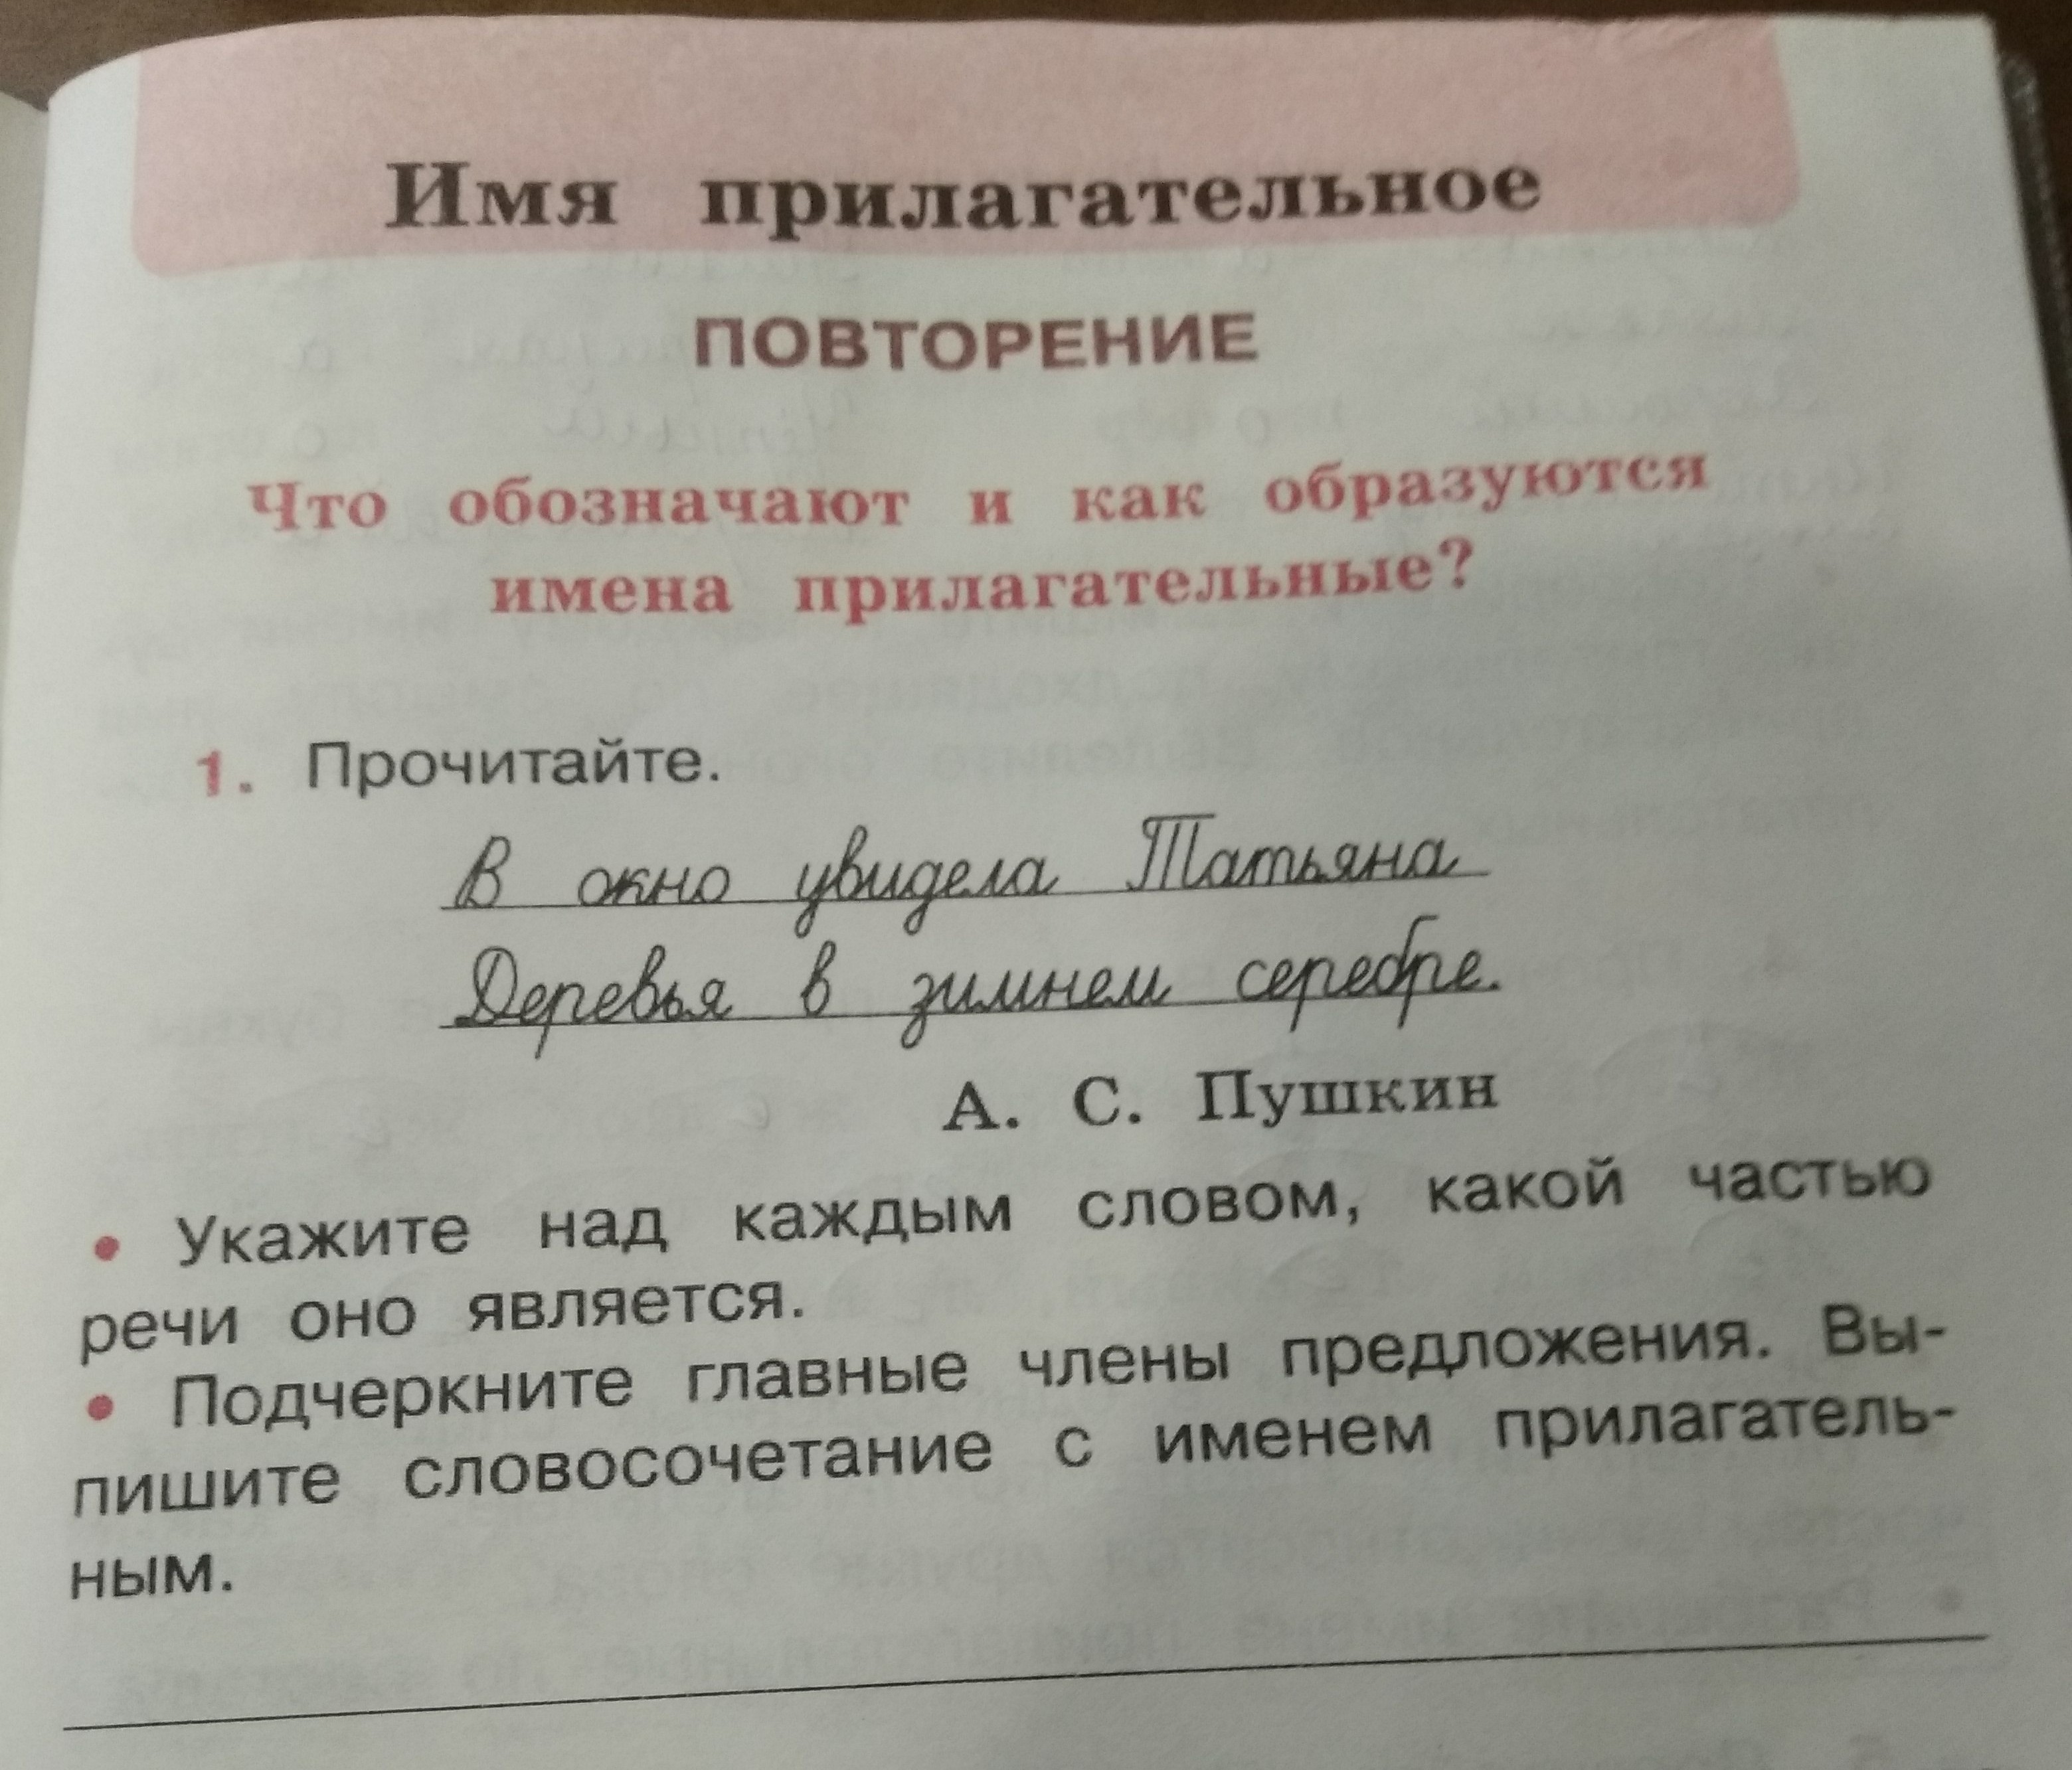 Имя прилагательное
ПОВТОРЕНИЕ
Что обозначают и как образуются
имена прилагательные?
1. Прочитайте.
В окно увидела Татьяна
Деревья в зимнем серебре.
А. С. Пушкин
• Укажите над каждым словом, какой частью
речи оно является.
• Подчеркните главные члены предложения. Вы-
пишите словосочетание с именем прилагатель-
ным.